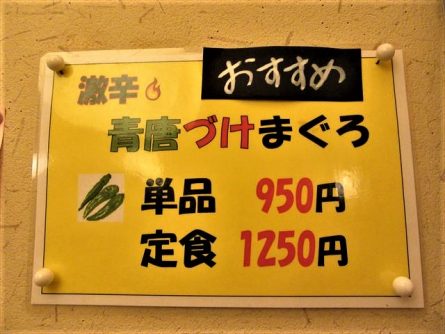 おすすめ
激辛
青唐づけまぐろ
単品 950円
定食 1250円